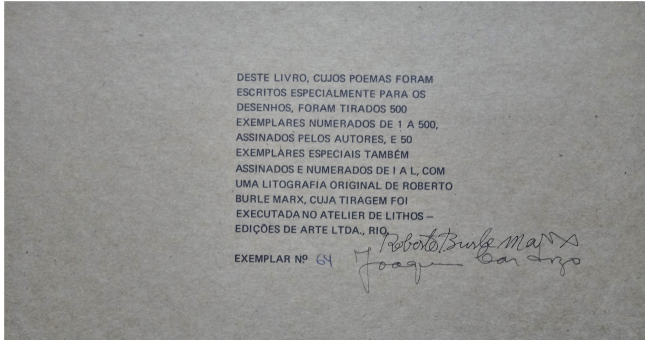 DESTE LIVRO, CUJOS POEMAS FORAM
ESCRITOS ESPECIALMENTE PARA OS
DESENHOS, FORAM TIRADOS 500
EXEMPLARES NUMERADOS DE 1 A 500,
ASSINADOS PELOS AUTORES, E 50
EXEMPLARES ESPECIAIS TAMBÉM
ASSINADOS E NUMERADOS DE I A L, COM
UMA LITOGRAFIA ORIGINAL DE ROBERTO
BURLE MARX, CUJA TIRAGEM FOI
EXECUTADA NO ATELIER DE LITHOS –
EDIÇÕES DE ARTE LTDA., RIO.
Roberto Burle Marx
EXEMPLAR Nº 64
Joaquim Cardozo